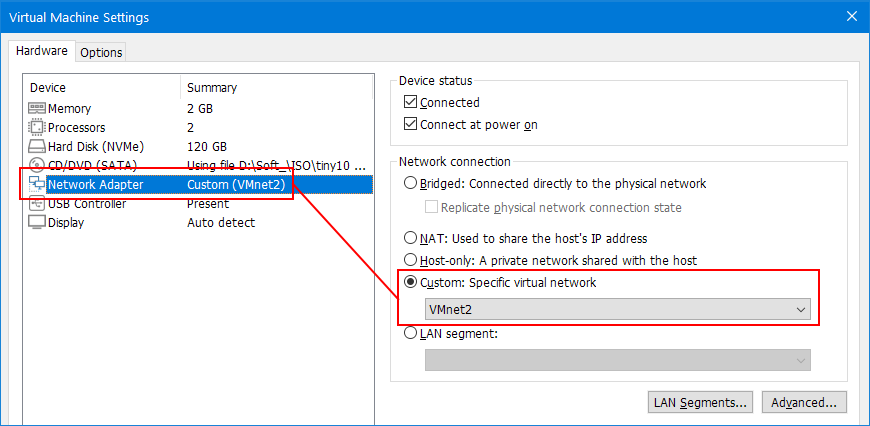 Virtual Machine Settings
Hardware
Options
Device Summary
Memory 2 GB
Processors 2
Hard Disk (NVMe) 120 GB
CD/DVD (SATA) Using file D:\Soft_\ISO\tiny10 ...
Network Adapter Custom (VMnet2)
USB Controller Present
Display Auto detect
Device status
Connected
Connect at power on
Network connection
Bridged: Connected directly to the physical network
Replicate physical network connection state
NAT: Used to share the host's IP address
Host-only: A private network shared with the host
Custom: Specific virtual network
VMnet2
LAN segment:
LAN Segments... Advanced...